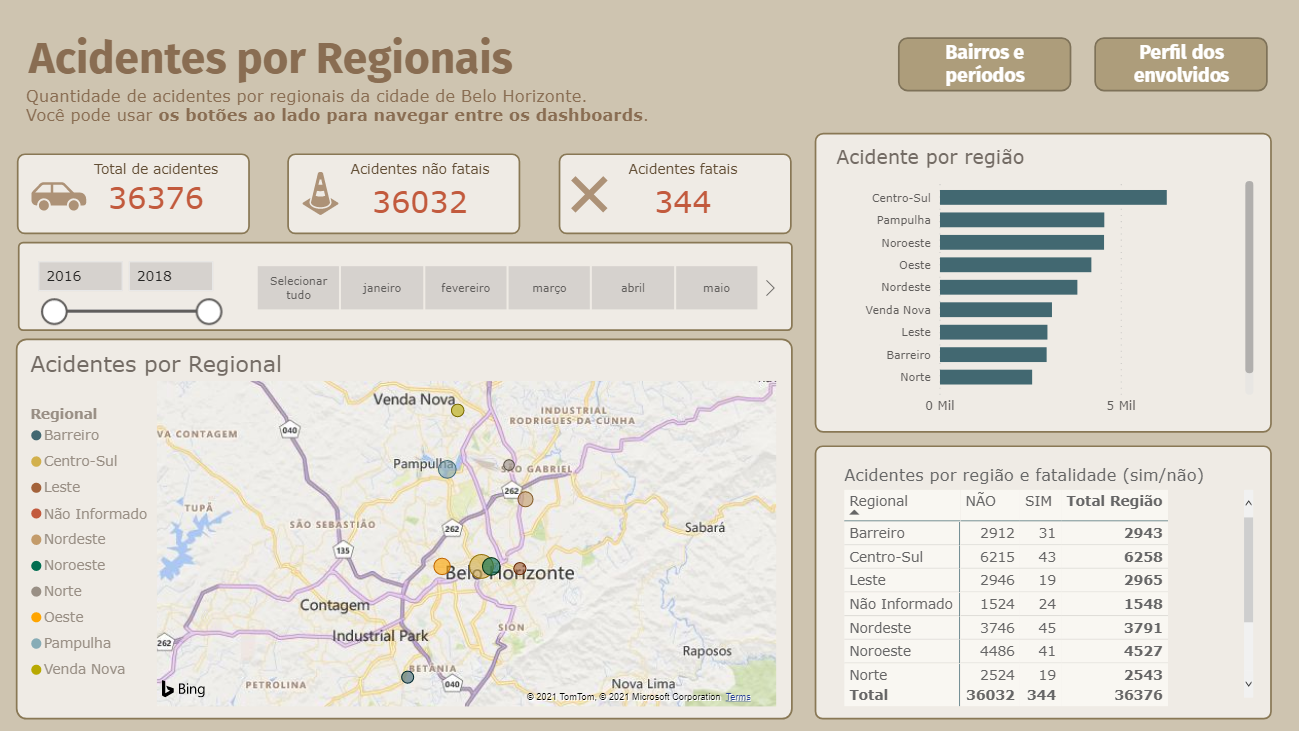 Acidentes por Regionais
Quantidade de acidentes por regionais da cidade de Belo Horizonte.
Você pode usar os botões ao lado para navegar entre os dashboards.
Bairros e
períodos
Perfil dos
envolvidos
Total de acidentes
36376
Acidentes não fatais
36032
Acidentes fatais
344
2016
2018
Selecionar
tudo
janeiro
fevereiro
março
abril
maio
Acidentes por Regional
Regional
Barreiro
Centro-Sul
Leste
Não Informado
Nordeste
Noroeste
Norte
Oeste
Pampulha
Venda Nova
Venda Nova
INDUSTRIAL
RODRIGUES DA CUNHA
040
VA CONTAGEM
Pampulha
SÃO GABRIEL
262
TUPÃ
SÃO SEBASTIÃO
262
Sabará
135
Belo Horizonte
Contagem
Industrial Park
SION
262
Raposos
BETANIA
040
Nova Lima
PETROLINA
Bing
© 2021 TomTom, © 2021 Microsoft Corporation Terms
Acidente por região
Centro-Sul
Pampulha
Noroeste
Oeste
Nordeste
Venda Nova
Leste
Barreiro
Norte
0 Mil 5 Mil
Acidentes por região e fatalidade (sim/não)
Regional NÃO SIM Total Região
Barreiro 2912 31 2943
Centro-Sul 6215 43 6258
Leste 2946 19 2965
Não Informado 1524 24 1548
Nordeste 3746 45 3791
Noroeste 4486 41 4527
Norte 2524 19 2543
Total 36032 344 36376